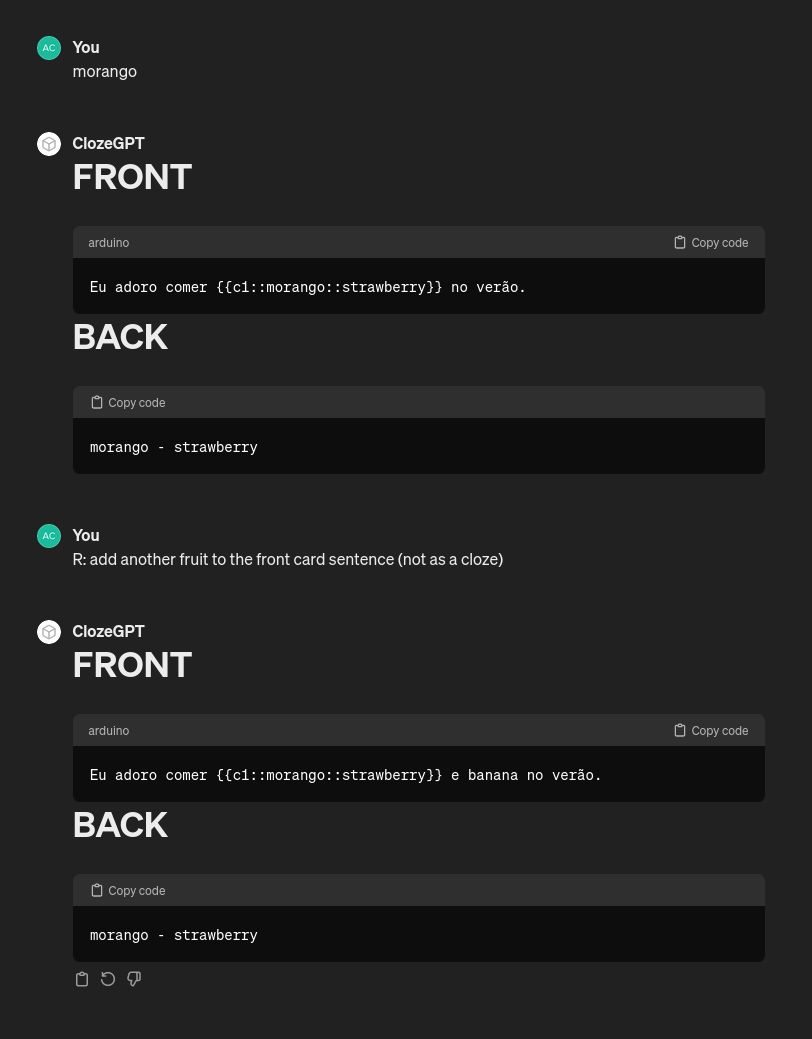 AC You
morango
ClozeGPT
FRONT
arduino Copy code
Eu adoro comer {{c1::morango::strawberry}} no verão.
BACK
Copy code
morango - strawberry
AC You
R: add another fruit to the front card sentence (not as a cloze)
ClozeGPT
FRONT
arduino Copy code
Eu adoro comer {{c1::morango::strawberry}} e banana no verão.
BACK
Copy code
morango - strawberry